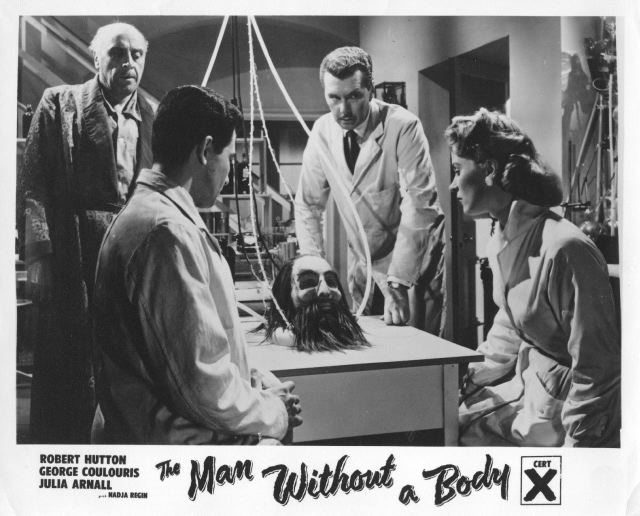 ROBERT HUTTON
GEORGE COULOURIS
JULIA ARNALL
.... NADJA REGIN
The Man Without a Body
CERT
X